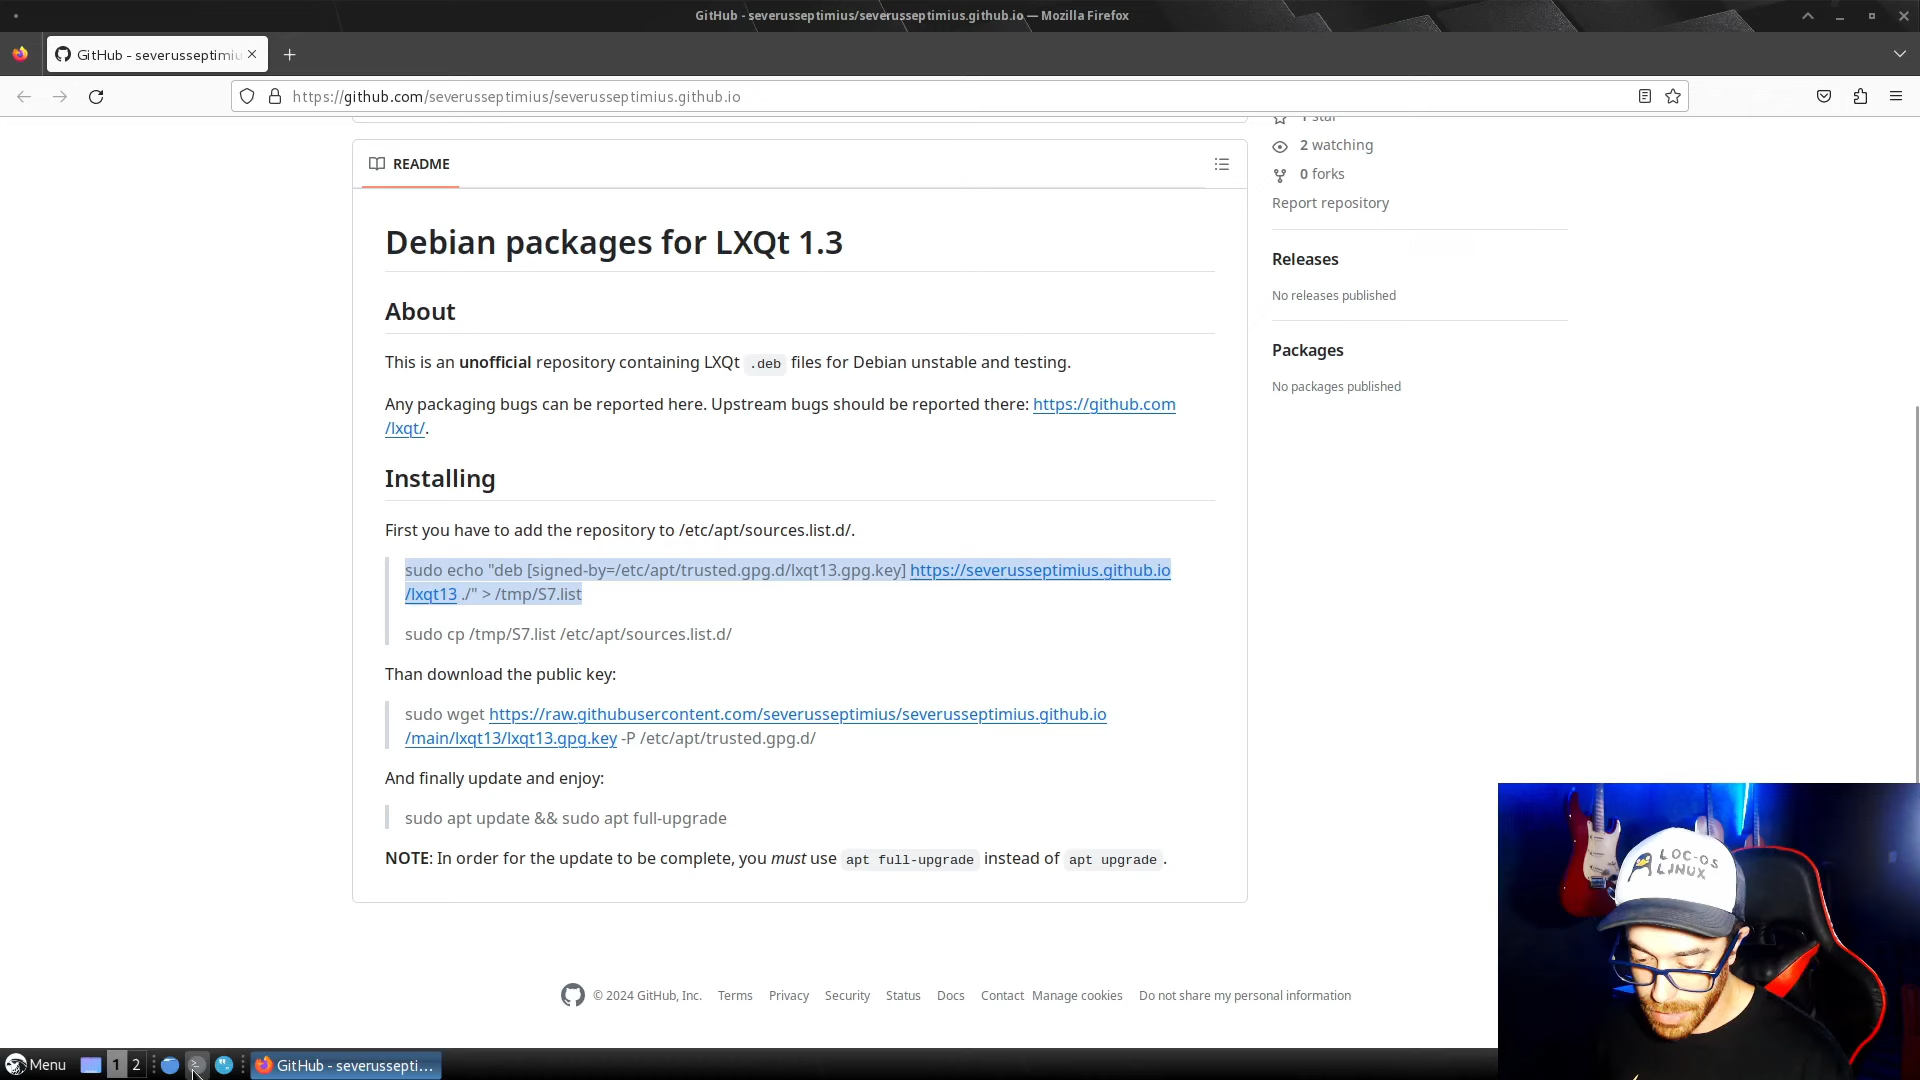 GitHub - severusseptimius/severusseptimius.github.io — Mozilla Firefox
GitHub - severusseptimiu
https://github.com/severusseptimius/severusseptimius.github.io
1 star
README
2 watching
0 forks
Report repository
Debian packages for LXQt 1.3
Releases
No releases published
About
Packages
This is an unofficial repository containing LXQt .deb files for Debian unstable and testing.
No packages published
Any packaging bugs can be reported here. Upstream bugs should be reported there: https://github.com
/lxqt/.
Installing
First you have to add the repository to /etc/apt/sources.list.d/.
sudo echo "deb [signed-by=/etc/apt/trusted.gpg.d/lxqt13.gpg.key] https://severusseptimius.github.io
/lxqt13 ./" > /tmp/S7.list
sudo cp /tmp/S7.list /etc/apt/sources.list.d/
Than download the public key:
sudo wget https://raw.githubusercontent.com/severusseptimius/severusseptimius.github.io
/main/lxqt13/lxqt13.gpg.key -P /etc/apt/trusted.gpg.d/
And finally update and enjoy:
sudo apt update && sudo apt full-upgrade
NOTE: In order for the update to be complete, you must use apt full-upgrade instead of apt upgrade.
LOC-OS
LINUX
© 2024 GitHub, Inc. Terms Privacy Security Status Docs Contact Manage cookies Do not share my personal information
Menu 1 2 GitHub - severussepti...